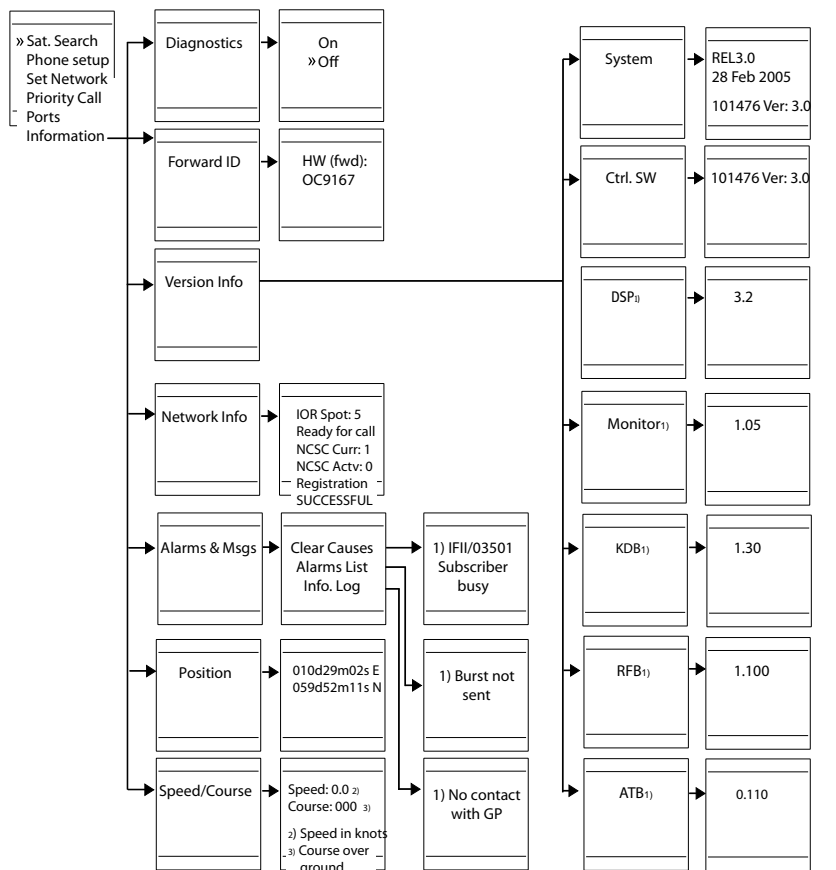 » Sat. Search
Phone setup
Set Network
Priority Call
Ports
Information
Diagnostics
On
» Off
Forward ID
HW (fwd):
OC9167
Version Info
Network Info
IOR Spot: 5
Ready for call
NCSC Curr: 1
NCSC Actv: 0
Registration
SUCCESSFUL
Alarms & Msgs
Clear Causes
Alarms List
Info. Log
1) IFII/03501
Subscriber
busy
1) Burst not
sent
1) No contact
with GP
Position
010d29m02s E
059d52m11s N
Speed/Course
Speed: 0.0 2)
Course: 000 3)
2) Speed in knots
3) Course over
ground
System
REL3.0
28 Feb 2005
101476 Ver: 3.0
Ctrl. SW
101476 Ver: 3.0
DSP1)
3.2
Monitor1)
1.05
KDB1)
1.30
RFB1)
1.100
ATB1)
0.110